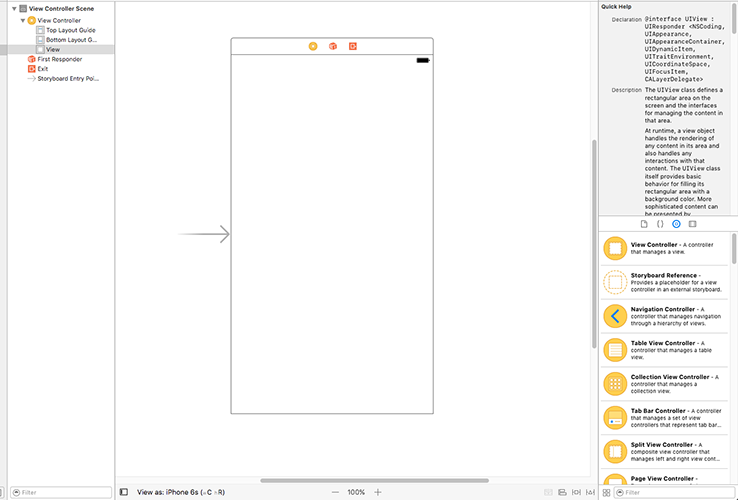 View Controller Scene
View Controller
Top Layout Guide
Bottom Layout G...
View
First Responder
Exit
Storyboard Entry Poi...
Filter
View as: iPhone 6s (wC hR)
100%
Quick Help
Declaration @interface UIView :
UIResponder <NSCoding,
UIAppearance,
UIAppearanceContainer,
UIDynamicItem,
UITraitEnvironment,
UICoordinateSpace,
UIFocusItem,
CALayerDelegate>
Description The UIView class defines a
rectangular area on the
screen and the interfaces
for managing the content in
that area.
At runtime, a view object
handles the rendering of
any content in its area and
also handles any
interactions with that
content. The UIView class
itself provides basic
behavior for filling its
rectangular area with a
background color. More
sophisticated content can
be presented by
View Controller - A controller
that manages a view.
Storyboard Reference -
Provides a placeholder for a view
controller in an external storyboard.
Navigation Controller - A
controller that manages navigation
through a hierarchy of views.
Table View Controller - A
controller that manages a table
view.
Collection View Controller - A
controller that manages a
collection view.
Tab Bar Controller - A controller
that manages a set of view
controllers that represent tab bar...
Split View Controller - A
composite view controller that
manages left and right view cont...
Page View Controller -
Filter